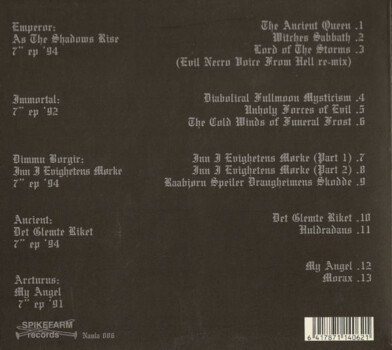 Emperor:
As The Shadows Rise
7" ep '94
The Ancient Queen .1
Witches Sabbath .2
Lord of The Storms .3
(Evil Necro Voice From Hell re-mix)
Immortal:
7" ep '92
Diabolical Fullmoon Mystirism .4
Unholy Forces of Evil .5
The Cold Winds of Funeral Frost .6
Dimmu Borgir:
Inn I Evighetens Mørke
7" ep '94
Inn I Evighetens Mørke (Part 1) .7
Inn I Evighetens Mørke (Part 2) .8
Raabjørn Speiler Draugheimens Skodde .9
Ancient:
Det Glemte Riket
7" ep '94
Det Glemte Riket .10
Huldradans .11
Arcturus:
My Angel
7" ep '91
My Angel .12
Morax .13
SPIKEFARM
records
Naula 008
6 417871 140621